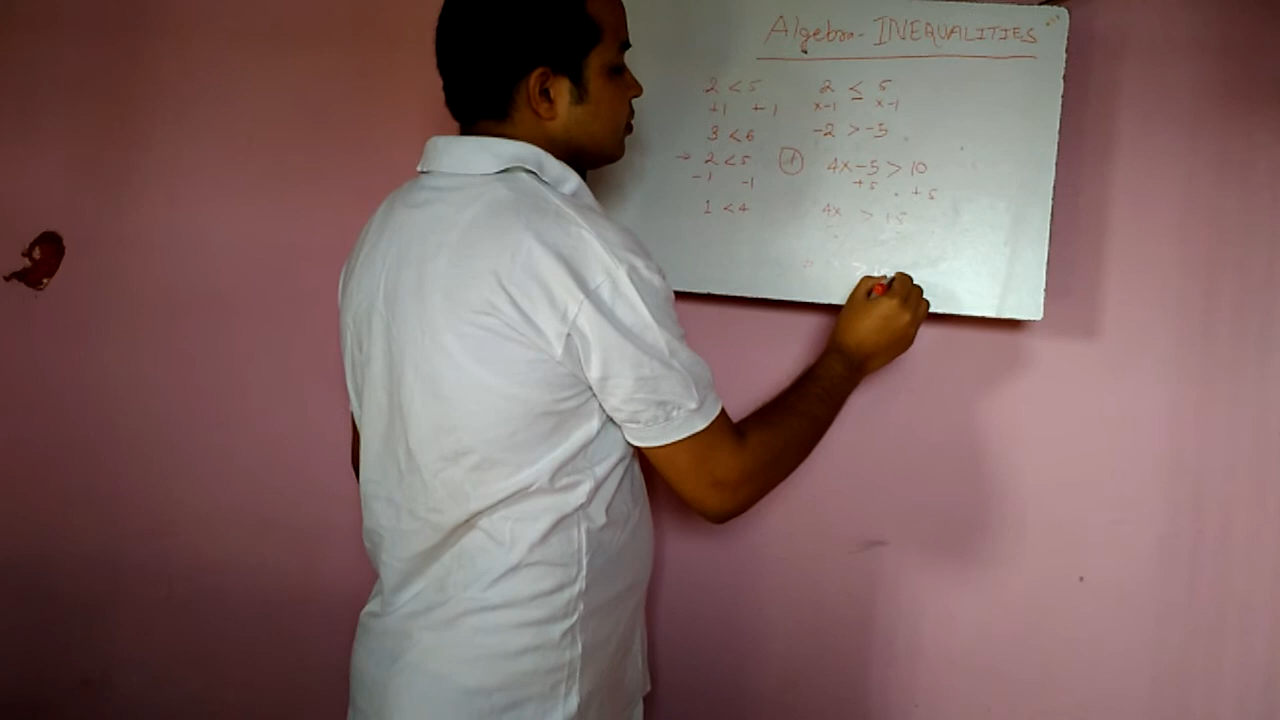 Algebra - INEQUALITIES
2 < 5
+1 +1
3 < 6
→ 2 < 5
-1 -1
1 < 4
2 < 5
x-1 x-1
-2 > -5
① 4x-5 > 10
+5 +5
4x > 15
=